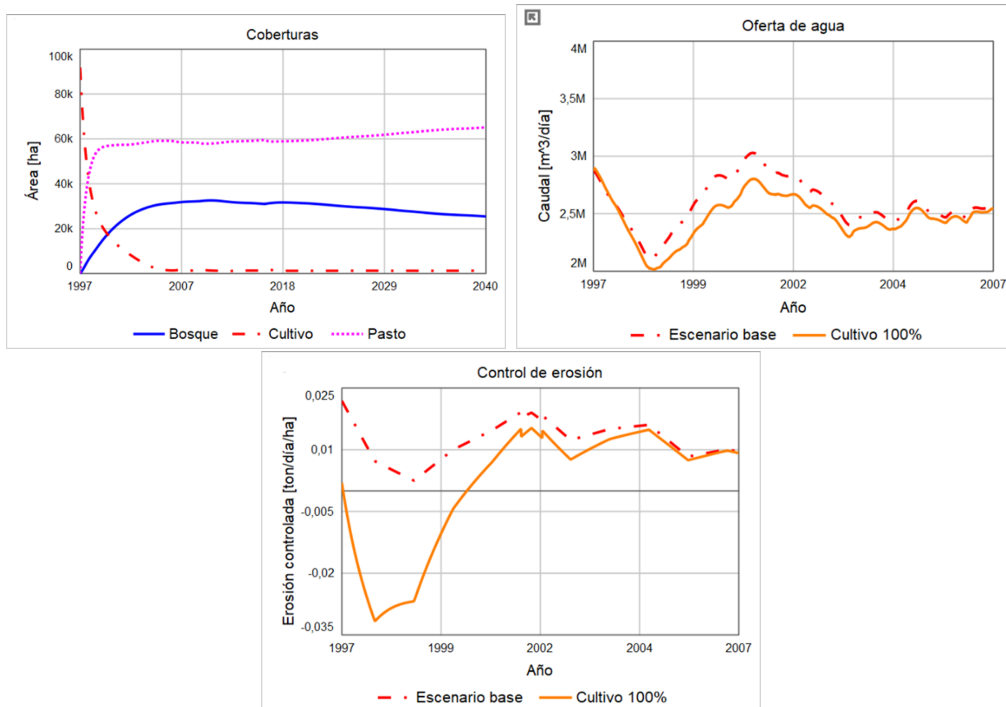 Coberturas
100k
80k
60k
40k
20k
0
Área [ha]
1997
2007
2018
2029
2040
Año
Bosque
Cultivo
Pasto
Oferta de agua
4M
3,5M
3M
2,5M
2M
Caudal [m^3/día]
1997
1999
2002
2004
2007
Año
Escenario base
Cultivo 100%
Control de erosión
0,025
0,01
-0,005
-0,02
-0,035
Erosión controlada [ton/día/ha]
1997
1999
2002
2004
2007
Año
Escenario base
Cultivo 100%